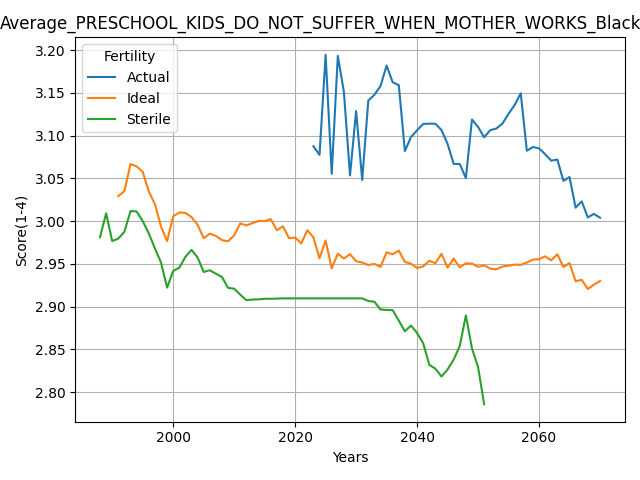 Average_PRESCHOOL_KIDS_DO_NOT_SUFFER_WHEN_MOTHER_WORKS_Black
Fertility
Actual
Ideal
Sterile
3.20
3.15
3.10
3.05
3.00
2.95
2.90
2.85
2.80
Score(1-4)
2000 2020 2040 2060
Years